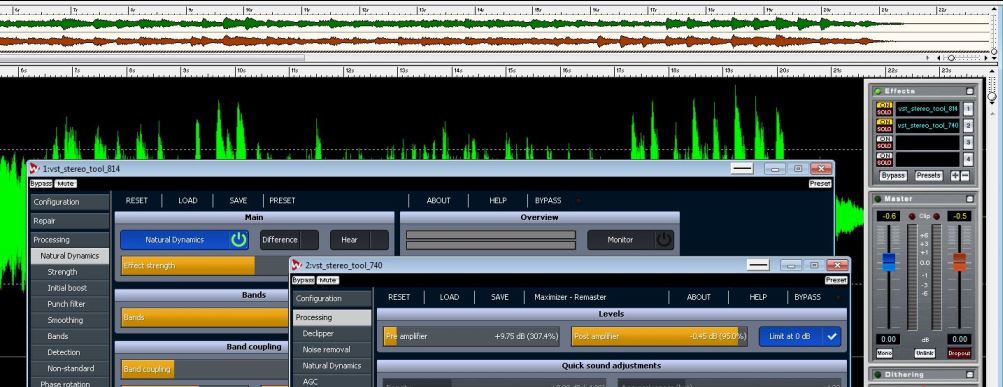 6s 7s 8s 9s 10s 11s 12s 13s 14s 15s 16s 17s 18s 19s 20s 21s 22s
6s 7s 8s 9s 10s 11s 12s 13s 14s 15s 16s 17s 18s 19s 20s 21s 22s 23s
Effects
ON
SOLO
vst_stereo_tool_814
1
ON
SOLO
vst_stereo_tool_740
2
ON
SOLO
3
ON
SOLO
4
Bypass Presets + −
Master
-0.6 Clip -0.5
+6
+3
+1
0.0
-1
-3
-6
0.00 dB 0.00
Mono Unlink Dropout
Dithering
1:vst_stereo_tool_814
Bypass Mute Preset
Configuration
Repair
Processing
Natural Dynamics
Strength
Initial boost
Punch filter
Smoothing
Bands
Detection
Non-standard
Phase rotation
RESET LOAD SAVE PRESET ABOUT HELP BYPASS
Main Overview
Natural Dynamics Difference Hear Monitor
Effect strength
Bands
Bands
Band coupling
Band coupling
2:vst_stereo_tool_740
Bypass Mute Preset
Configuration
Processing
Declipper
Noise removal
Natural Dynamics
AGC
RESET LOAD SAVE Maximizer - Remaster ABOUT HELP BYPASS
Levels
Pre amplifier +9.75 dB (307.4%) Post amplifier -0.45 dB (95.0%) Limit at 0 dB
Quick sound adjustments